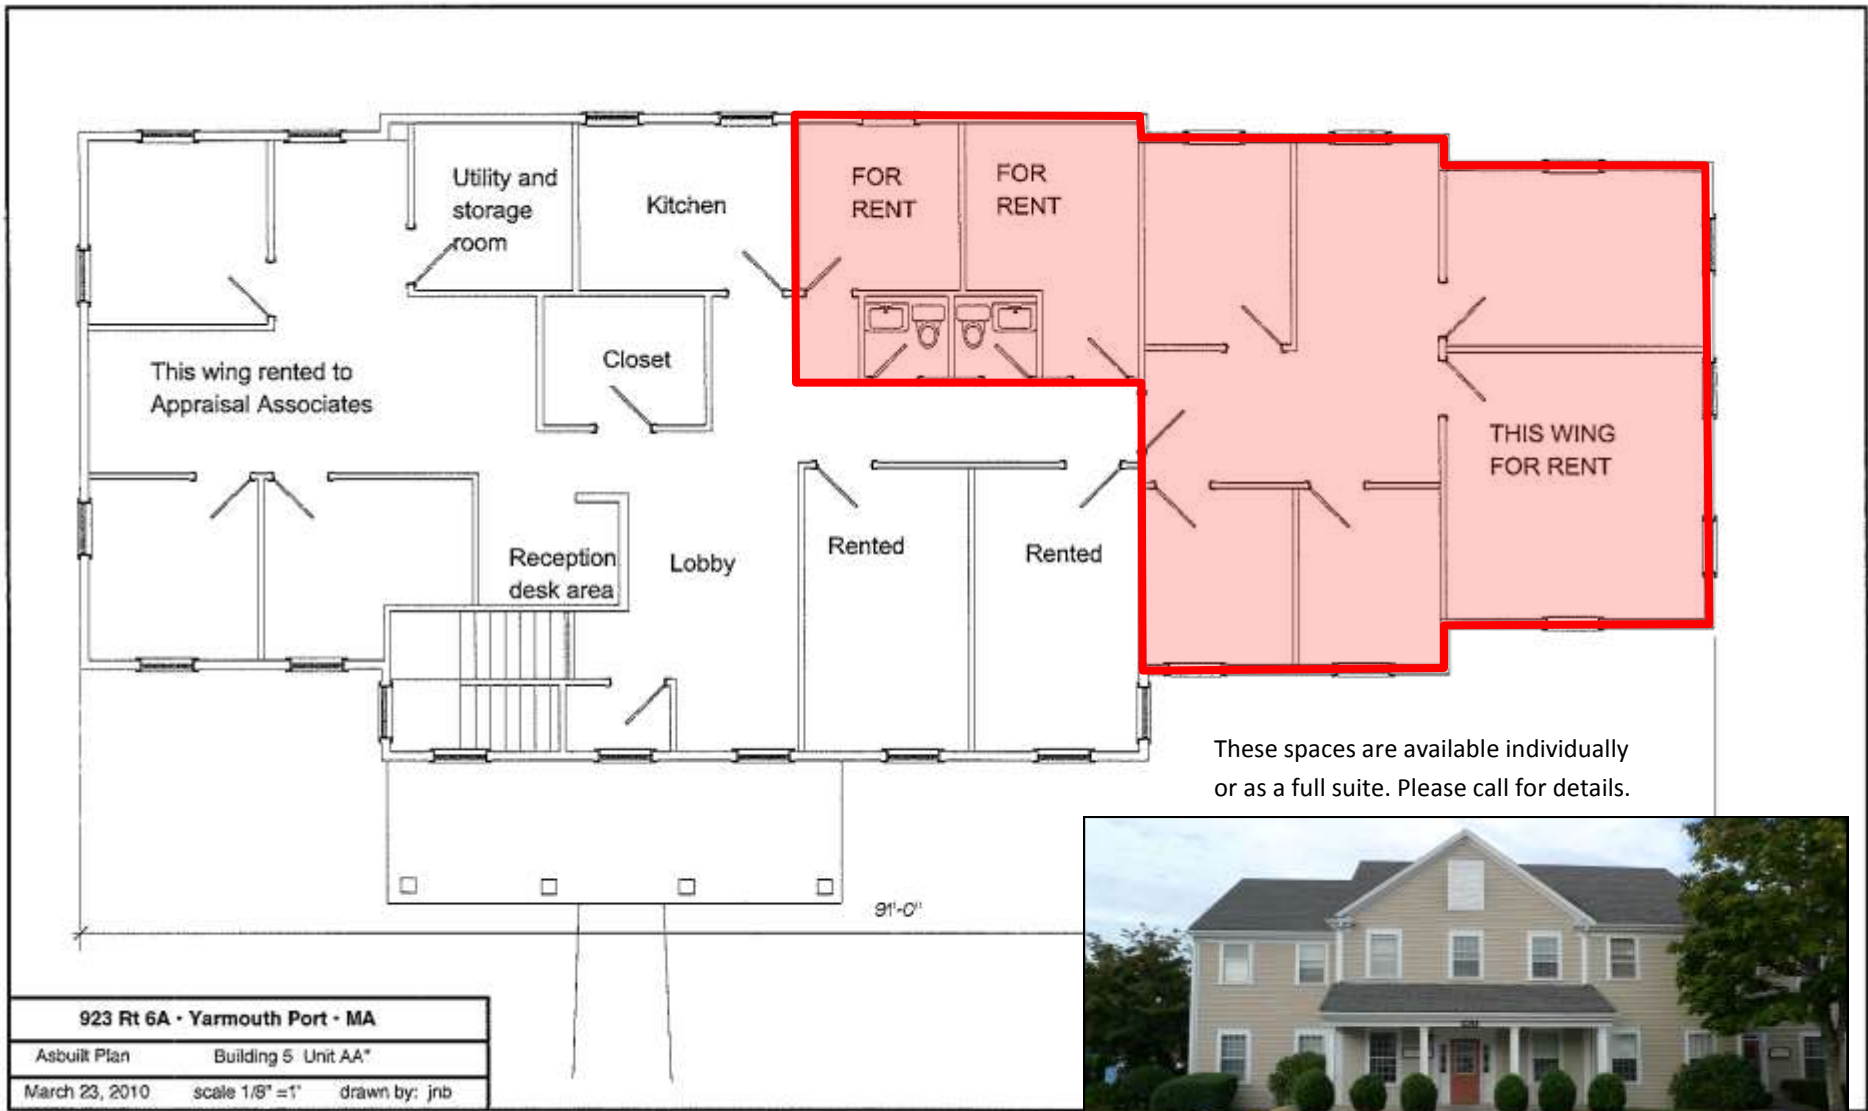 Utility and
storage
room
Kitchen
FOR
RENT
FOR
RENT
This wing rented to
Appraisal Associates
Closet
THIS WING
FOR RENT
Reception
desk area
Lobby
Rented
Rented
These spaces are available individually
or as a full suite. Please call for details.
91'-0"
923 Rt 6A - Yarmouth Port - MA
Asbuilt Plan Building 5 Unit AA"
March 23, 2010 scale 1/8" =1' drawn by: jnb